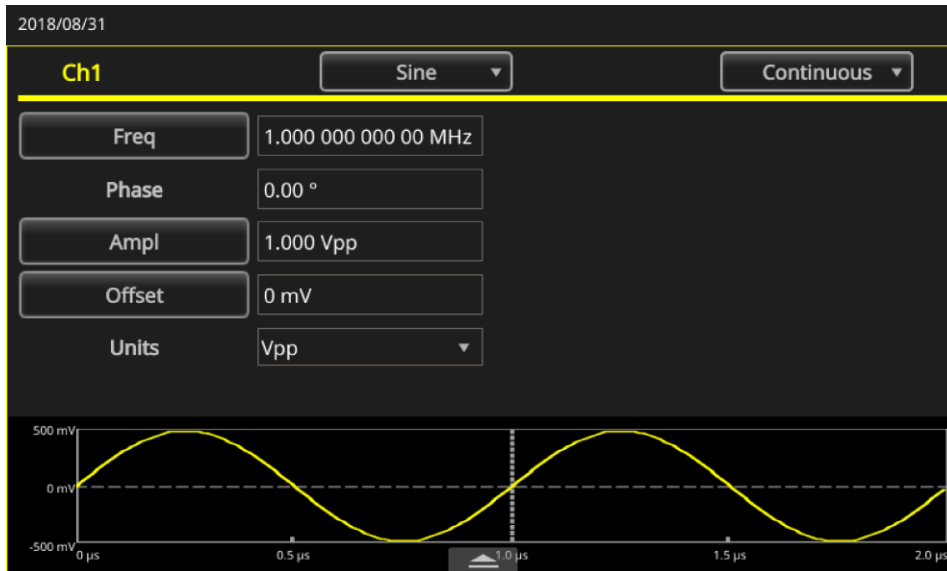 2018/08/31
Ch1 Sine Continuous
Freq 1.000 000 000 00 MHz
Phase 0.00 °
Ampl 1.000 Vpp
Offset 0 mV
Units Vpp
500 mV
0 mV
-500 mV
0 µs 0.5 µs 1.0 µs 1.5 µs 2.0 µs